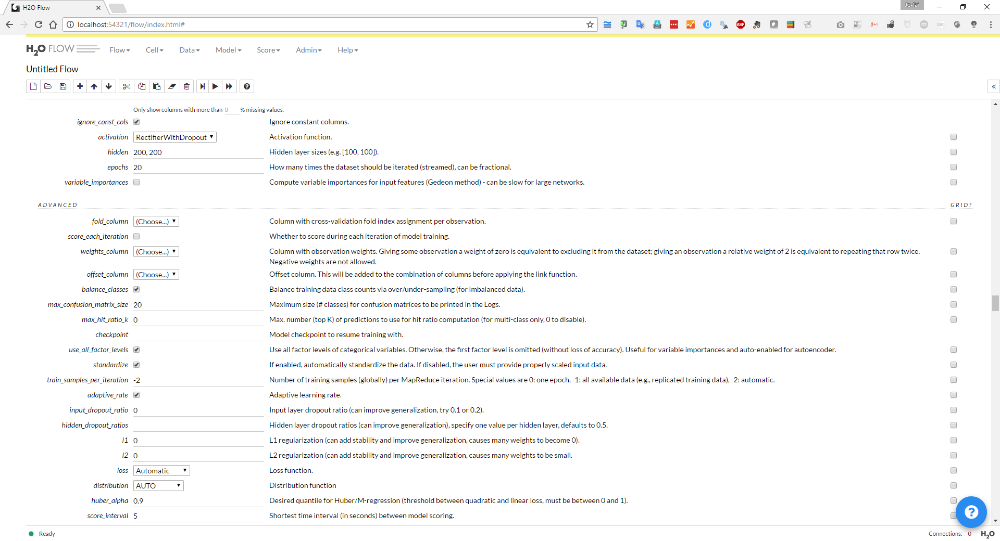 H2O Flow
Jo-fai
localhost:54321/flow/index.html#
H2O FLOW
Flow Cell Data Model Score Admin Help
Untitled Flow
Only show columns with more than 0 % missing values.
ignore_const_cols Ignore constant columns.
activation RectifierWithDropout Activation function.
hidden 200, 200 Hidden layer sizes (e.g. [100, 100]).
epochs 20 How many times the dataset should be iterated (streamed), can be fractional.
variable_importances Compute variable importances for input features (Gedeon method) - can be slow for large networks.
ADVANCED GRID?
fold_column (Choose...) Column with cross-validation fold index assignment per observation.
score_each_iteration Whether to score during each iteration of model training.
weights_column (Choose...) Column with observation weights. Giving some observation a weight of zero is equivalent to excluding it from the dataset; giving an observation a relative weight of 2 is equivalent to repeating that row twice.
Negative weights are not allowed.
offset_column (Choose...) Offset column. This will be added to the combination of columns before applying the link function.
balance_classes Balance training data class counts via over/under-sampling (for imbalanced data).
max_confusion_matrix_size 20 Maximum size (# classes) for confusion matrices to be printed in the Logs.
max_hit_ratio_k 0 Max. number (top K) of predictions to use for hit ratio computation (for multi-class only, 0 to disable).
checkpoint Model checkpoint to resume training with.
use_all_factor_levels Use all factor levels of categorical variables. Otherwise, the first factor level is omitted (without loss of accuracy). Useful for variable importances and auto-enabled for autoencoder.
standardize If enabled, automatically standardize the data. If disabled, the user must provide properly scaled input data.
train_samples_per_iteration -2 Number of training samples (globally) per MapReduce iteration. Special values are 0: one epoch, -1: all available data (e.g., replicated training data), -2: automatic.
adaptive_rate Adaptive learning rate.
input_dropout_ratio 0 Input layer dropout ratio (can improve generalization, try 0.1 or 0.2).
hidden_dropout_ratios Hidden layer dropout ratios (can improve generalization), specify one value per hidden layer, defaults to 0.5.
l1 0 L1 regularization (can add stability and improve generalization, causes many weights to become 0).
l2 0 L2 regularization (can add stability and improve generalization, causes many weights to be small.
loss Automatic Loss function.
distribution AUTO Distribution function
huber_alpha 0.9 Desired quantile for Huber/M-regression (threshold between quadratic and linear loss, must be between 0 and 1).
score_interval 5 Shortest time interval (in seconds) between model scoring.
Ready Connections: 0 H2O